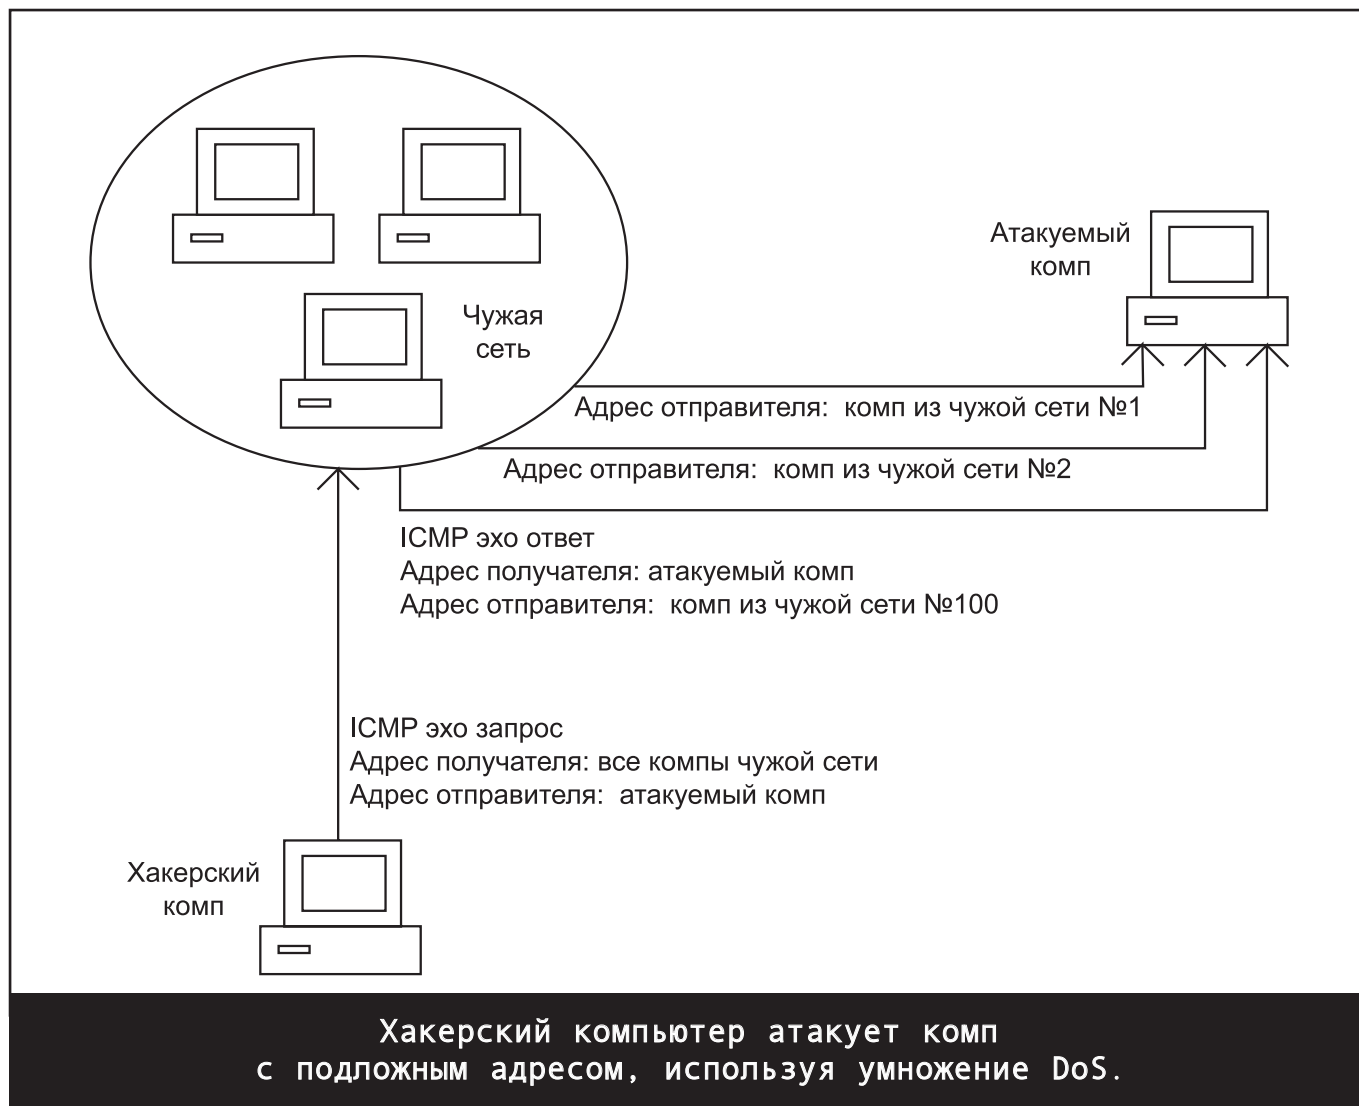 Атакуемый
комп
Чужая
сеть
Адрес отправителя: комп из чужой сети №1
Адрес отправителя: комп из чужой сети №2
ICMP эхо ответ
Адрес получателя: атакуемый комп
Адрес отправителя: комп из чужой сети №100
ICMP эхо запрос
Адрес получателя: все компы чужой сети
Адрес отправителя: атакуемый комп
Хакерский
комп
Хакерский компьютер атакует комп
с подложным адресом, используя умножение DoS.